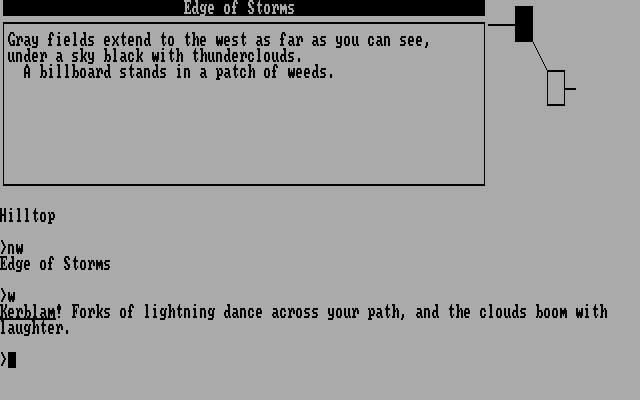 Edge of Storms
Gray fields extend to the west as far as you can see,
under a sky black with thunderclouds.
A billboard stands in a patch of weeds.
Hilltop
>nw
Edge of Storms
>w
Kerblam! Forks of lightning dance across your path, and the clouds boom with
laughter.
>